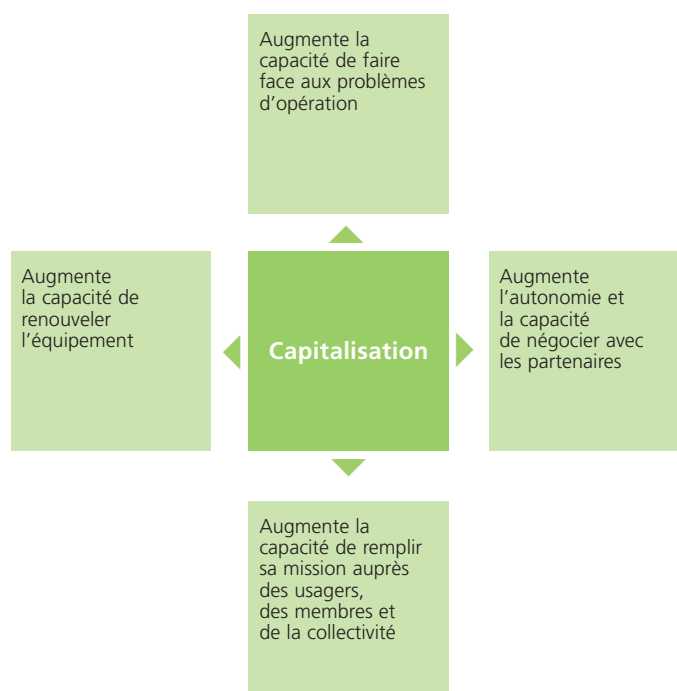 Augmente la
capacité de faire
face aux problèmes
d’opération
Augmente
la capacité de
renouveler
l’équipement
Capitalisation
Augmente
l’autonomie et
la capacité
de négocier avec
les partenaires
Augmente la
capacité de remplir
sa mission auprès
des usagers,
des membres et
de la collectivité